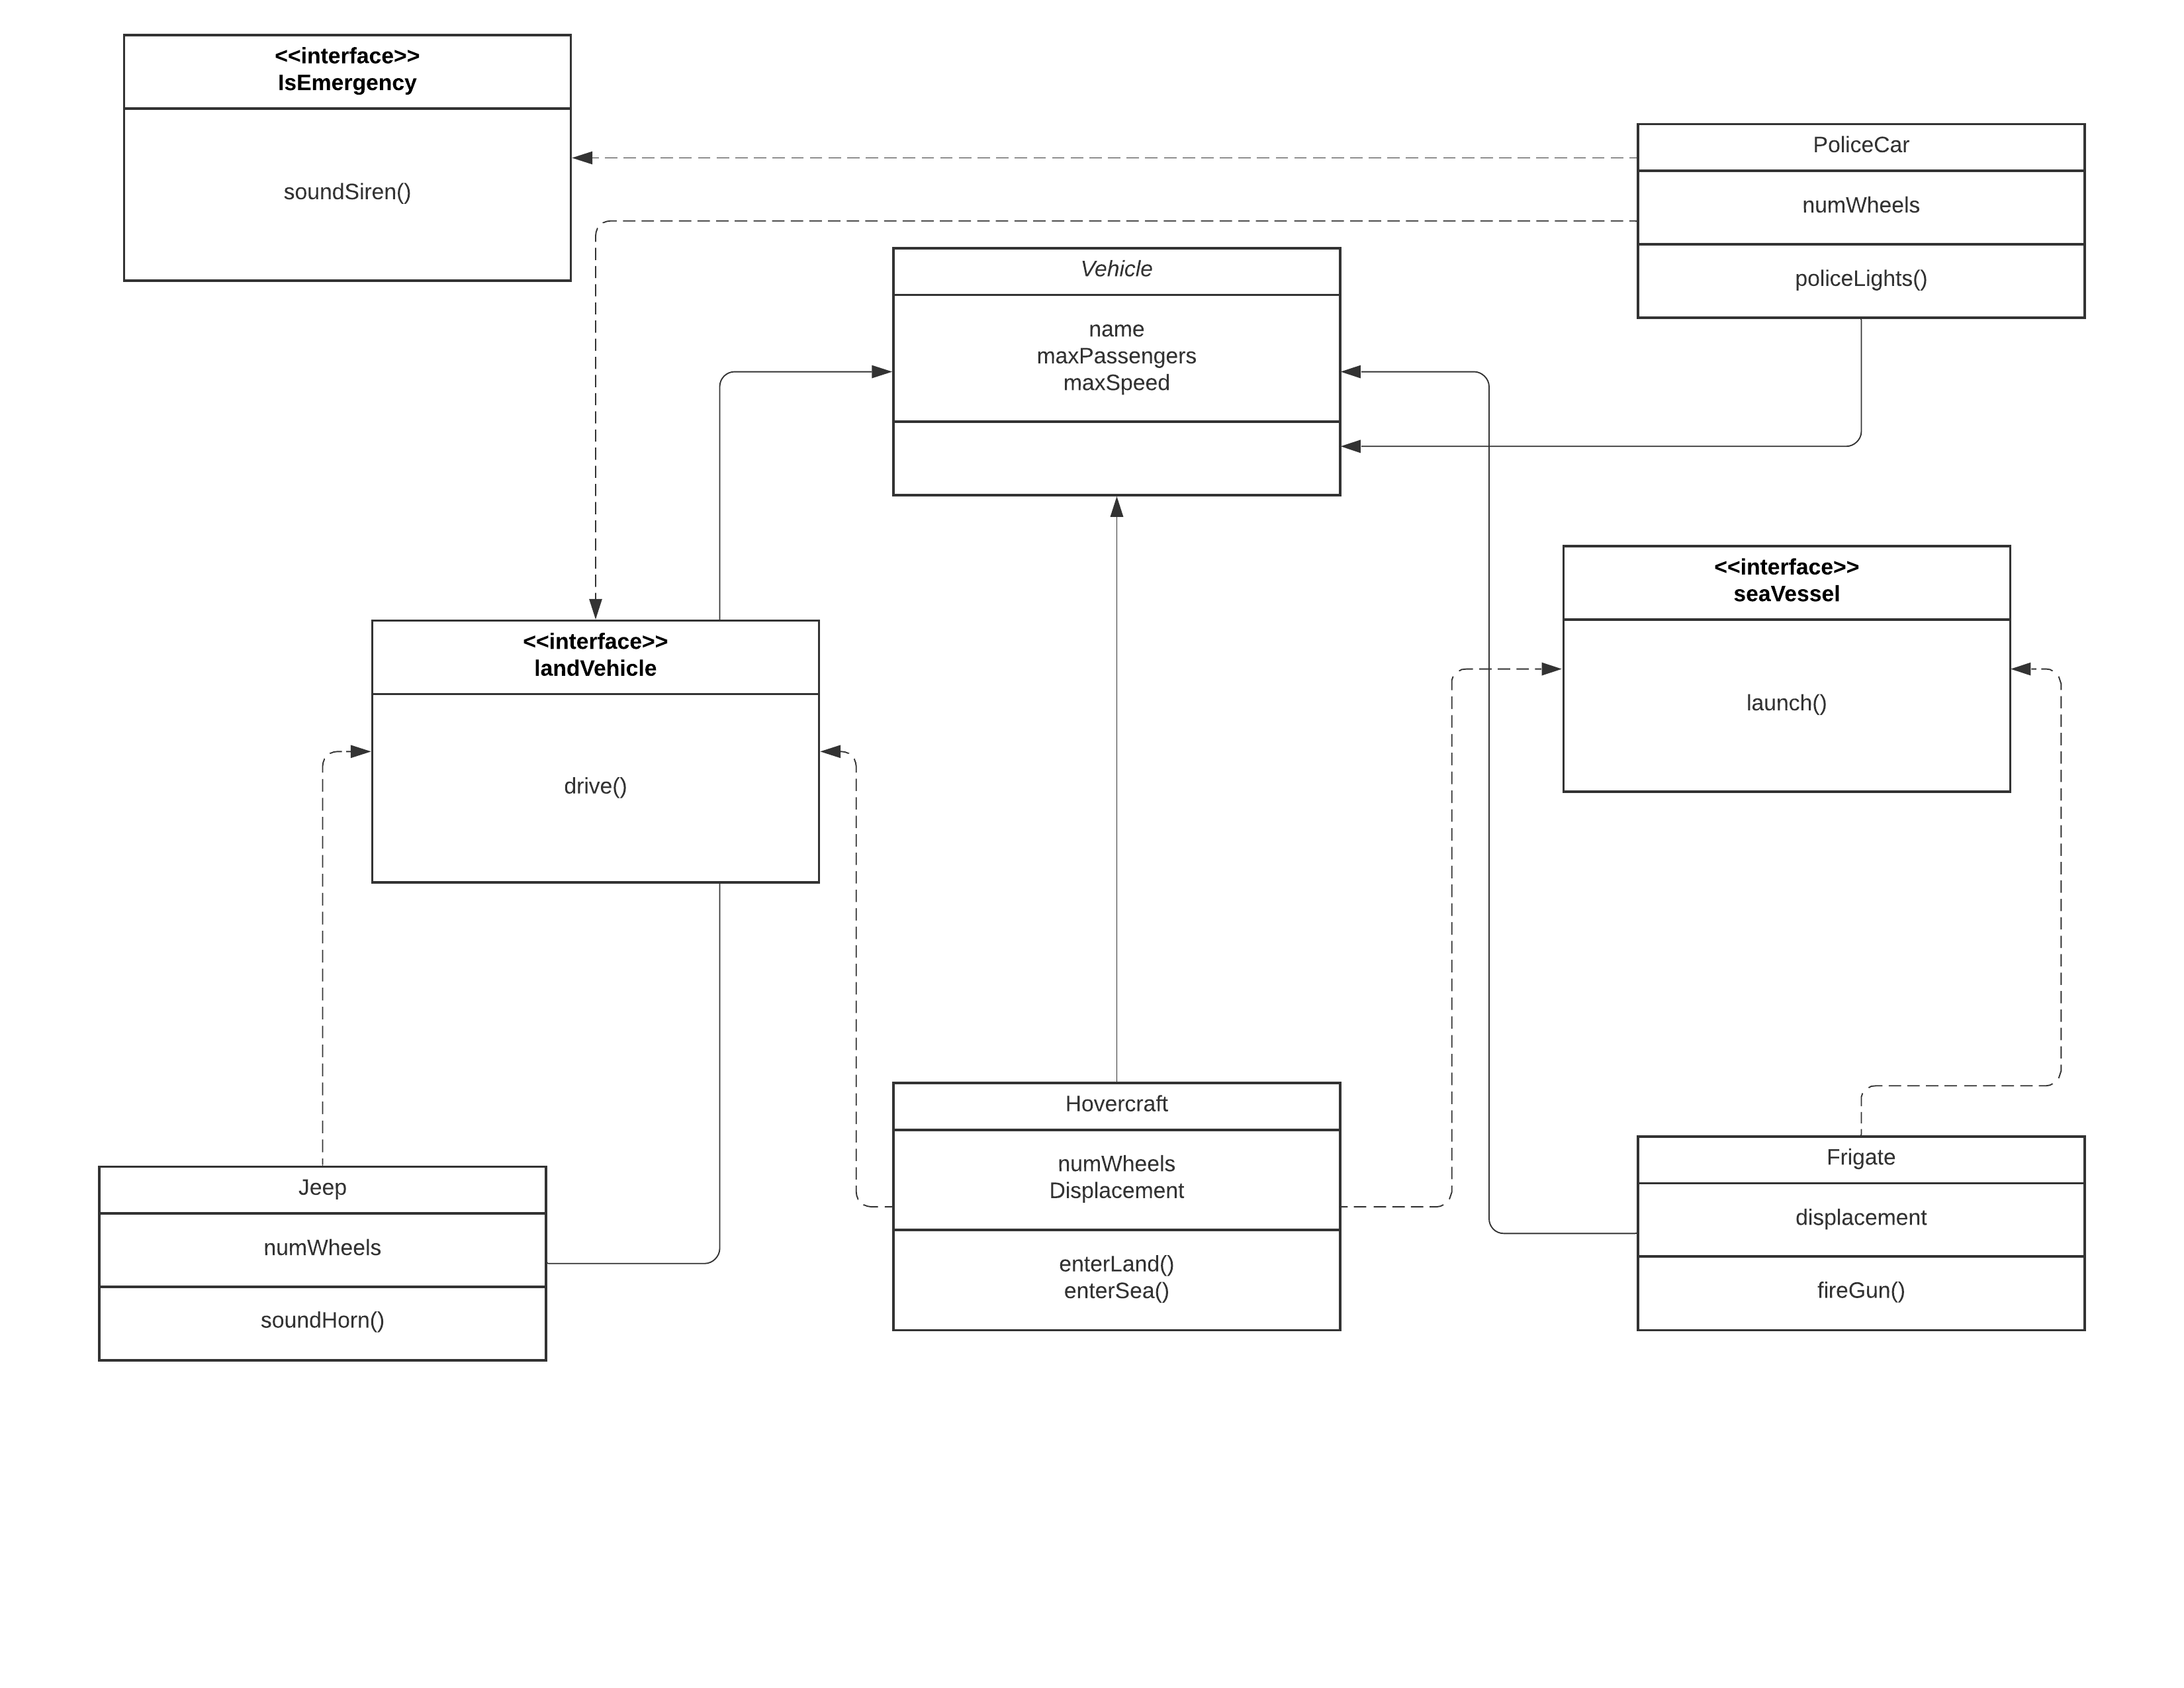 <<interface>>
IsEmergency
soundSiren()
PoliceCar
numWheels
policeLights()
Vehicle
name
maxPassengers
maxSpeed
<<interface>>
seaVessel
launch()
<<interface>>
landVehicle
drive()
Hovercraft
numWheels
Displacement
enterLand()
enterSea()
Frigate
displacement
fireGun()
Jeep
numWheels
soundHorn()